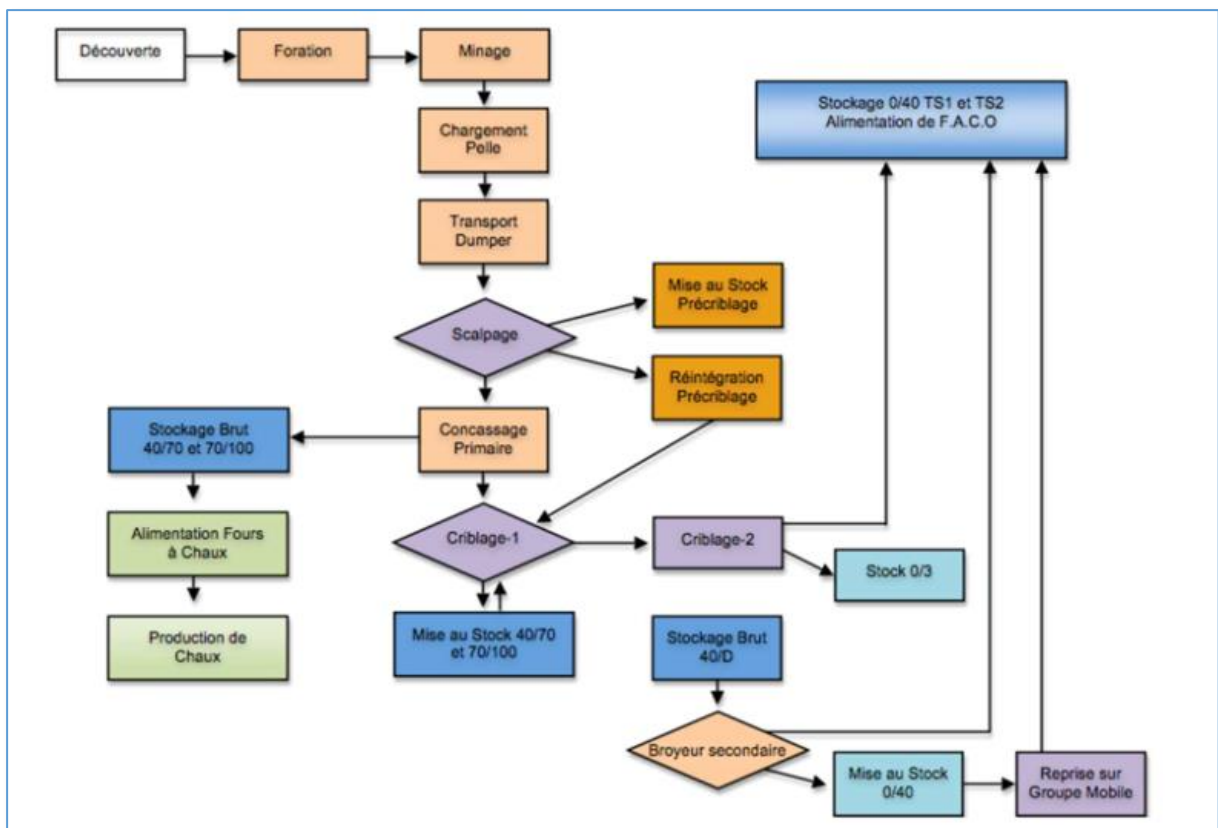 Découverte
Foration
Minage
Stockage 0/40 TS1 et TS2
Alimentation de F.A.C.O
Chargement
Pelle
Transport
Dumper
Mise au Stock
Précriblage
Scalpage
Réintégration
Précriblage
Stockage Brut
40/70 et 70/100
Concassage
Primaire
Alimentation Fours
à Chaux
Criblage-1
Criblage-2
Stock 0/3
Production de
Chaux
Mise au Stock 40/70
et 70/100
Stockage Brut
40/D
Broyeur secondaire
Mise au Stock
0/40
Reprise sur
Groupe Mobile